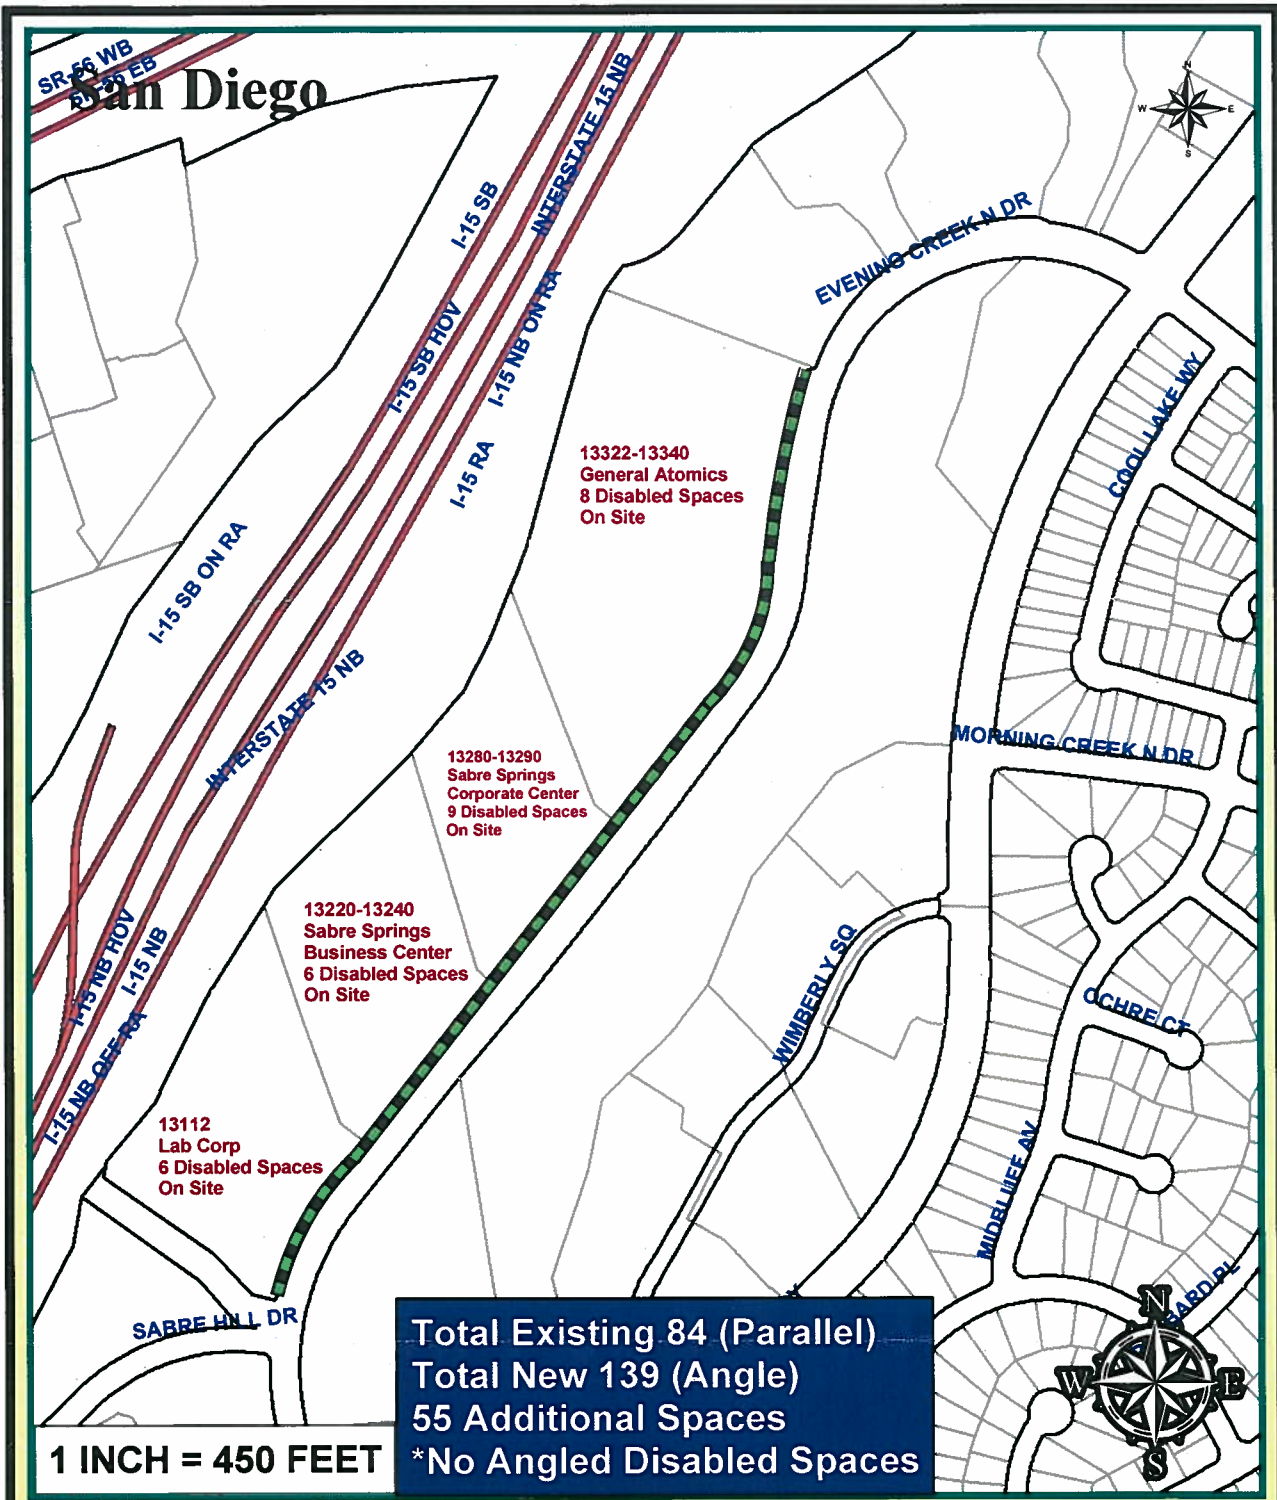 SR-56 WB
SR-56 EB
San Diego
N
W
E
S
I-15 SB
INTERSTATE 15 NB
EVENING CREEK N DR
I-15 SB HOV
I-15 NB ON RA
COOL LAKE WY
I-15 RA
13322-13340
General Atomics
8 Disabled Spaces
On Site
I-15 SB ON RA
INTERSTATE 15 NB
MORNING CREEK N DR
13280-13290
Sabre Springs
Corporate Center
9 Disabled Spaces
On Site
13220-13240
Sabre Springs
Business Center
6 Disabled Spaces
On Site
I-15 NB HOV
I-15 NB
WIMBERLY SQ
OCHRE CT
I-15 NB OFF RA
13112
Lab Corp
6 Disabled Spaces
On Site
MIDBLUFF AV
SABRE HILL DR
ARD PL
Y
N
W
E
S
Total Existing 84 (Parallel)
Total New 139 (Angle)
55 Additional Spaces
*No Angled Disabled Spaces
1 INCH = 450 FEET